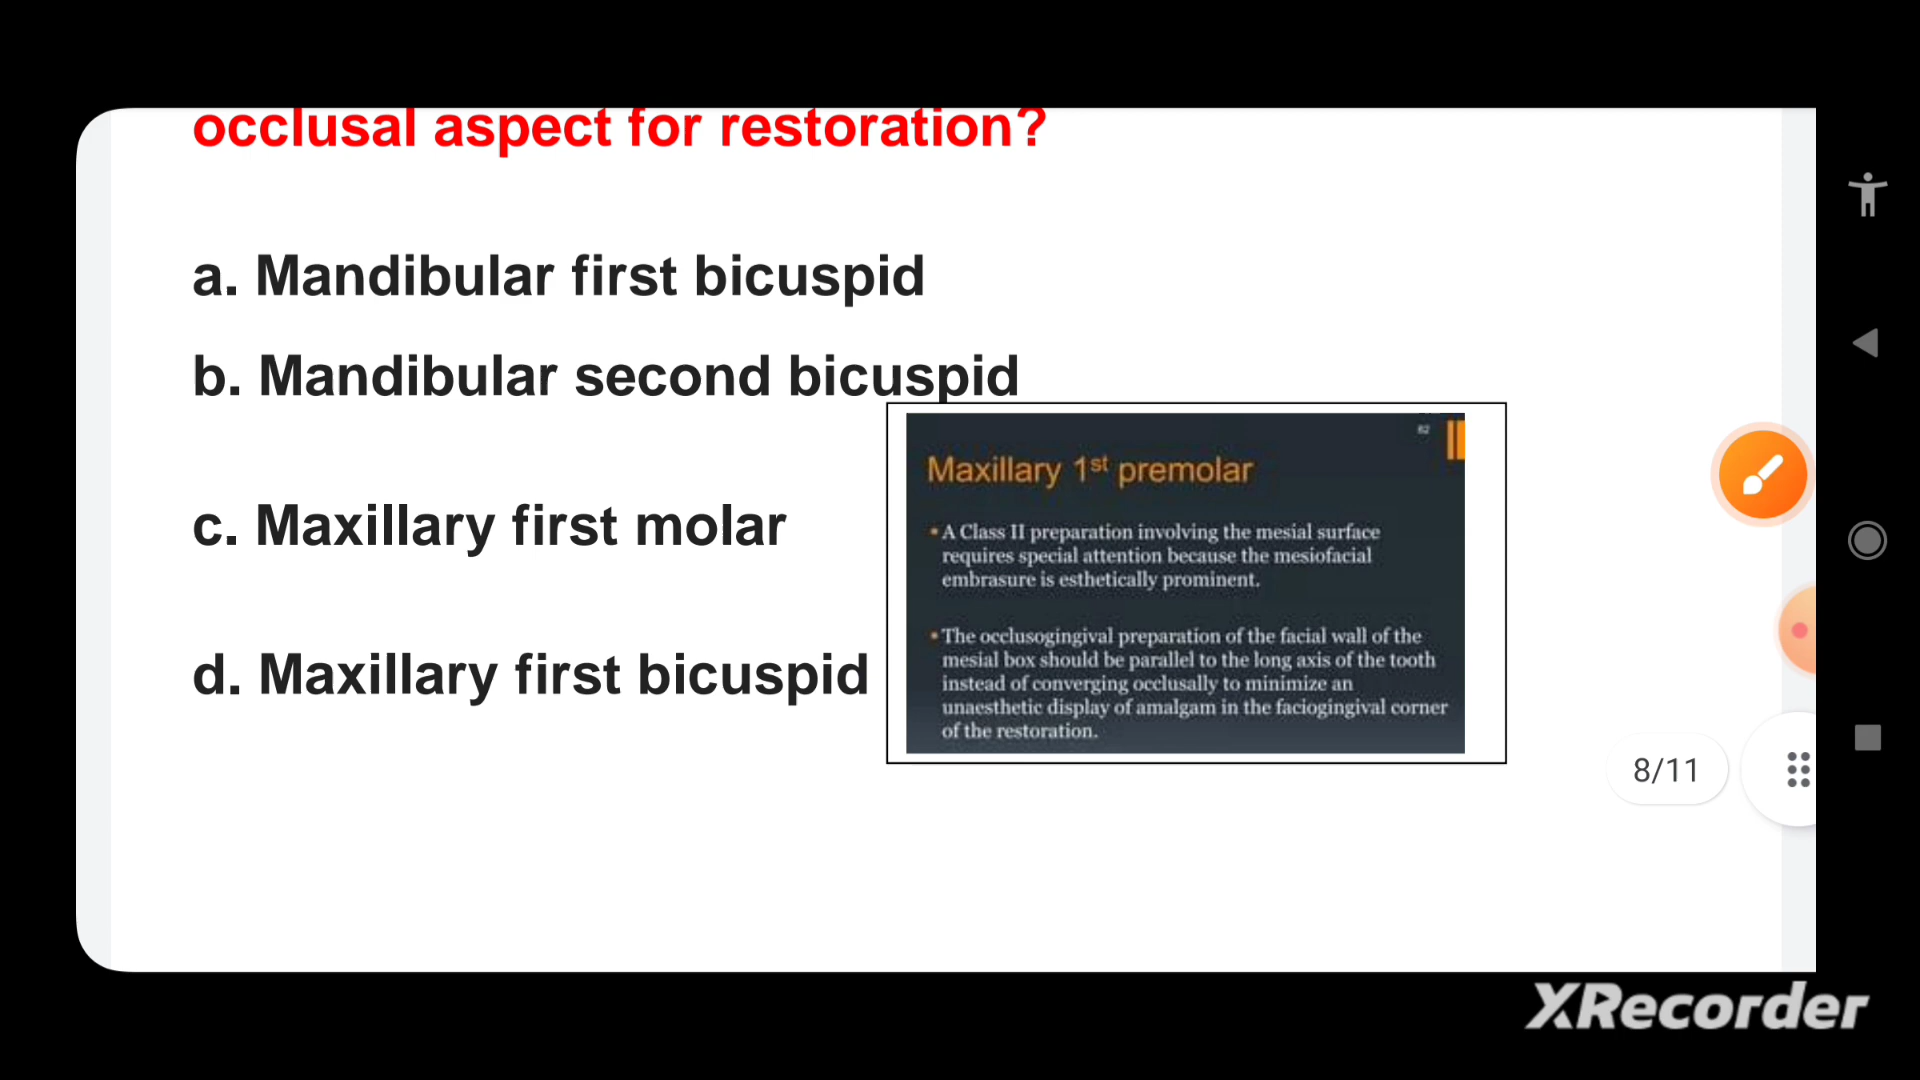 occlusal aspect for restoration?
a. Mandibular first bicuspid
b. Mandibular second bicuspid
c. Maxillary first molar
d. Maxillary first bicuspid
82
Maxillary 1st premolar
▪ A Class II preparation involving the mesial surface
requires special attention because the mesiofacial
embrasure is esthetically prominent.
▪ The occlusogingival preparation of the facial wall of the
mesial box should be parallel to the long axis of the tooth
instead of converging occlusally to minimize an
unaesthetic display of amalgam in the faciogingival corner
of the restoration.
8/11
XRecorder